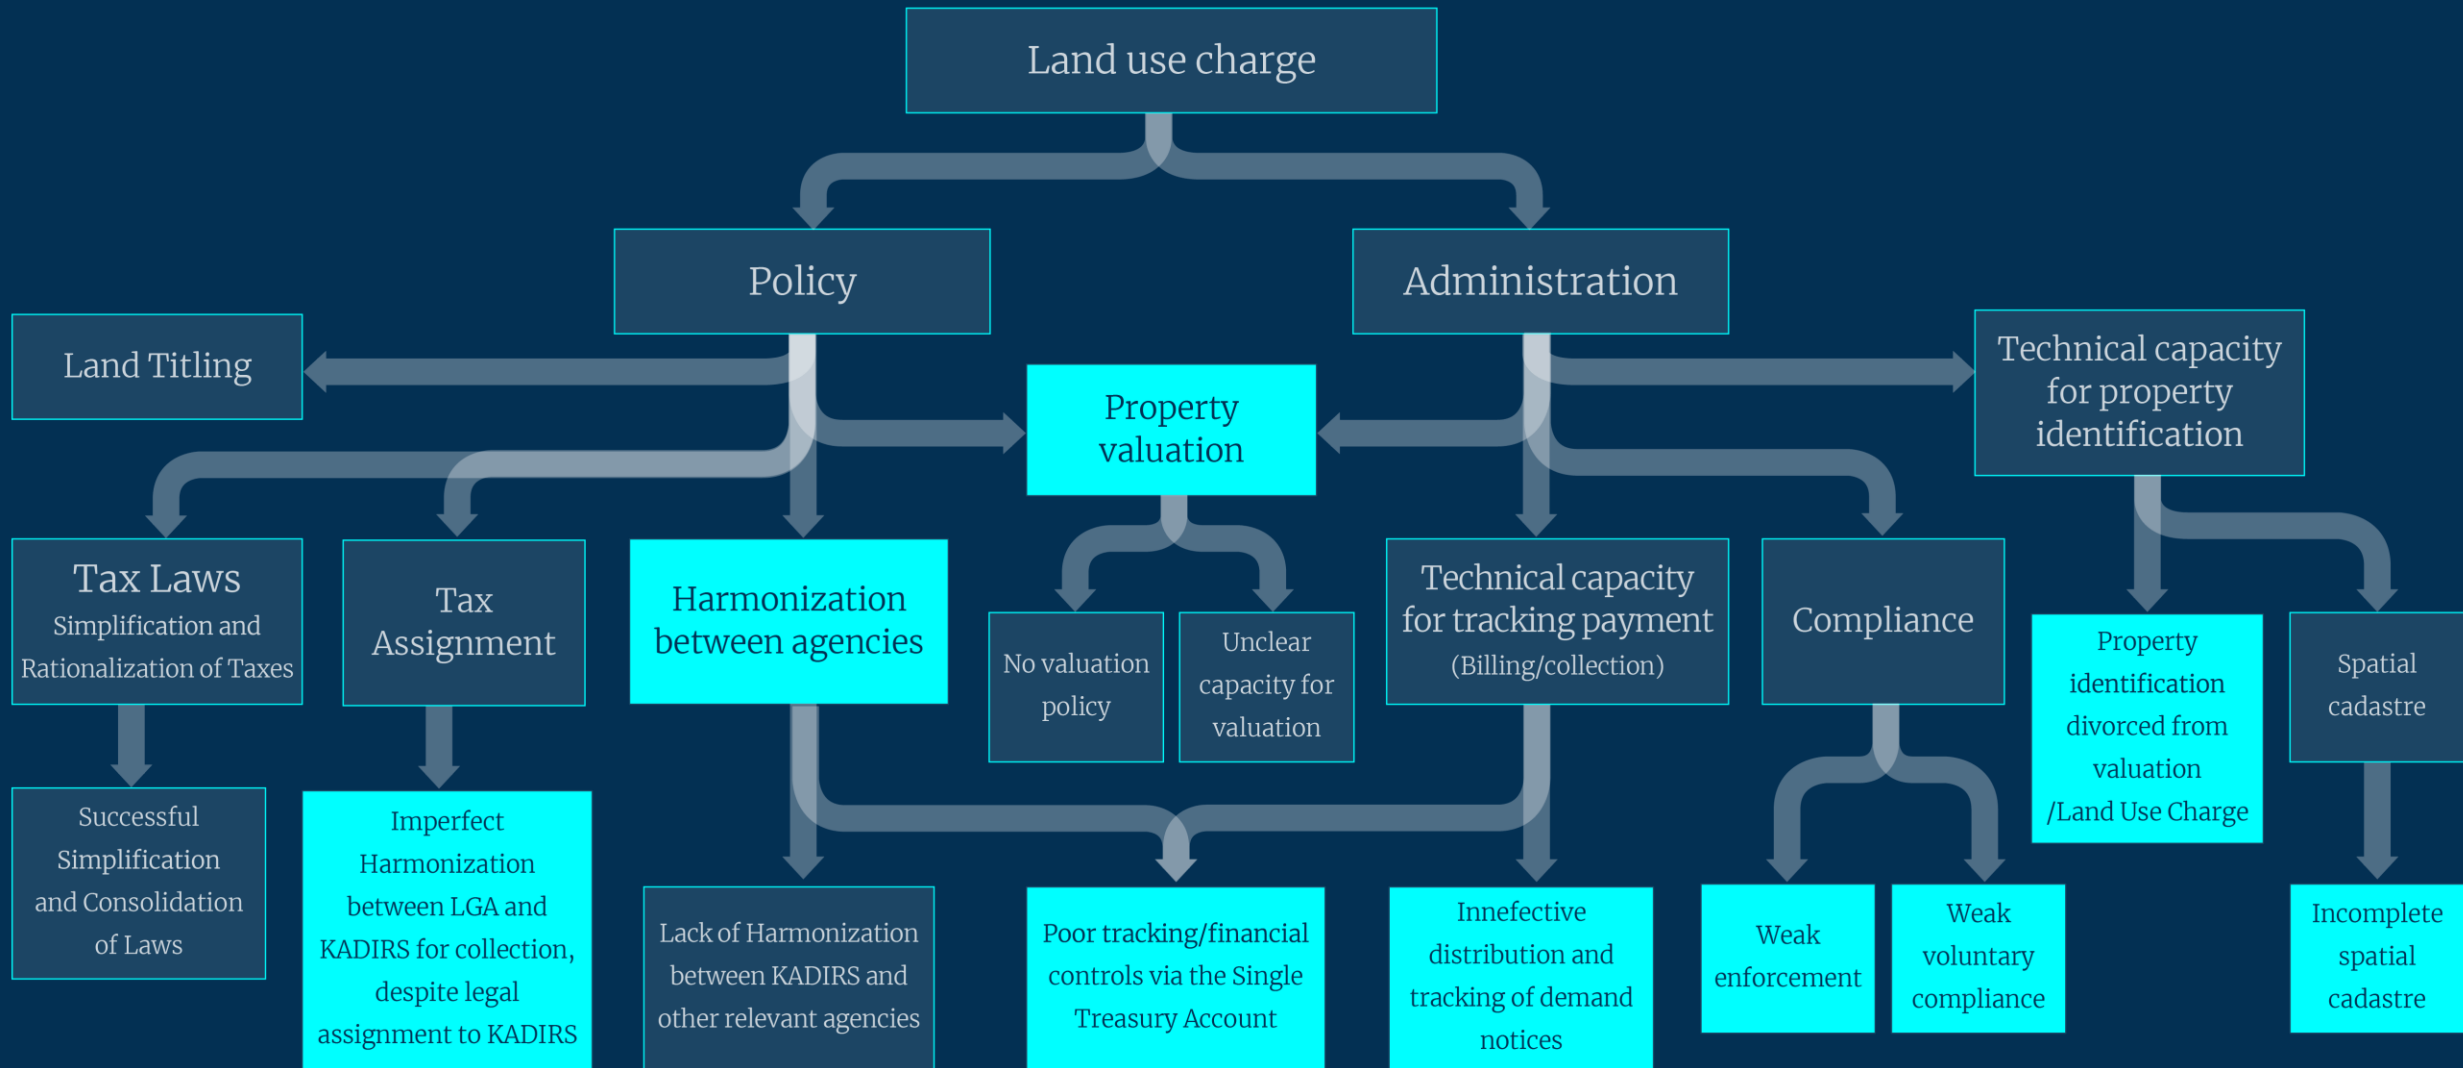 Land use charge
Policy
Administration
Land Titling
Property
valuation
Technical capacity
for property
identification
Tax Laws
Simplification and
Rationalization of Taxes
Tax
Assignment
Harmonization
between agencies
No valuation
policy
Unclear
capacity for
valuation
Technical capacity
for tracking payment
(Billing/collection)
Compliance
Property
identification
divorced from
valuation
/Land Use Charge
Spatial
cadastre
Successful
Simplification
and Consolidation
of Laws
Imperfect
Harmonization
between LGA and
KADIRS for collection,
despite legal
assignment to KADIRS
Lack of Harmonization
between KADIRS and
other relevant agencies
Poor tracking/financial
controls via the Single
Treasury Account
Innefective
distribution and
tracking of demand
notices
Weak
enforcement
Weak
voluntary
compliance
Incomplete
spatial
cadastre